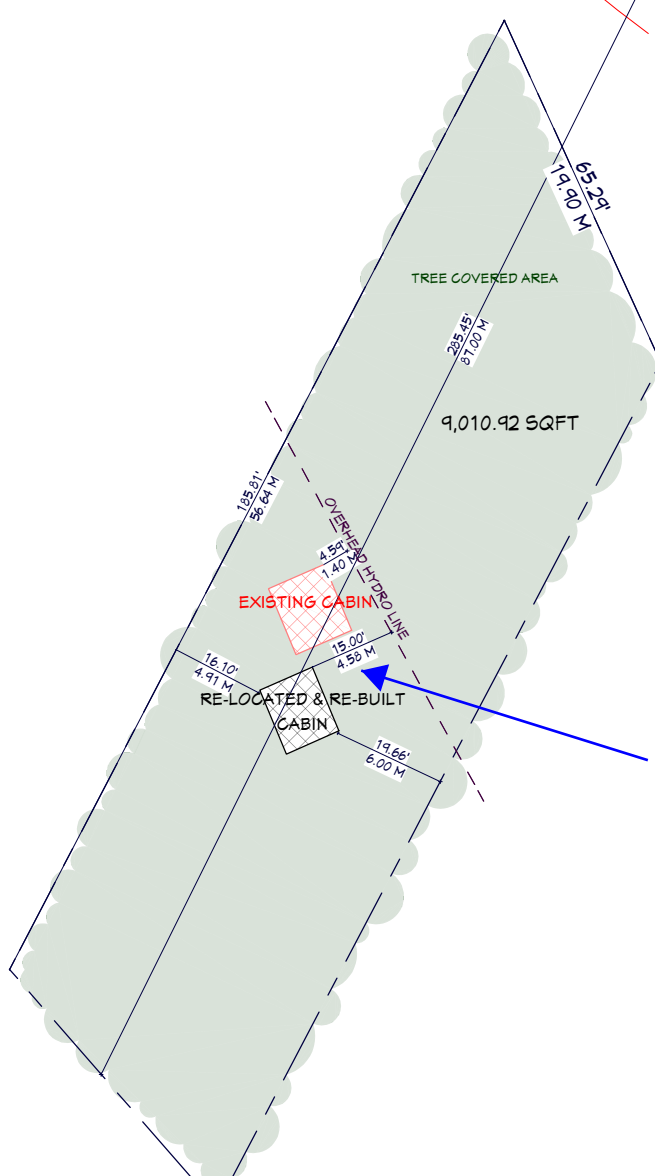 65.29'
19.90 M
TREE COVERED AREA
285.45'
87.00 M
9,010.92 SQFT
185.81'
56.64 M
OVERHEAD HYDRO LINE
4.59'
1.40 M
EXISTING CABIN
15.00'
4.58 M
16.10'
4.91 M
RE-LOCATED & RE-BUILT
CABIN
19.66'
6.00 M